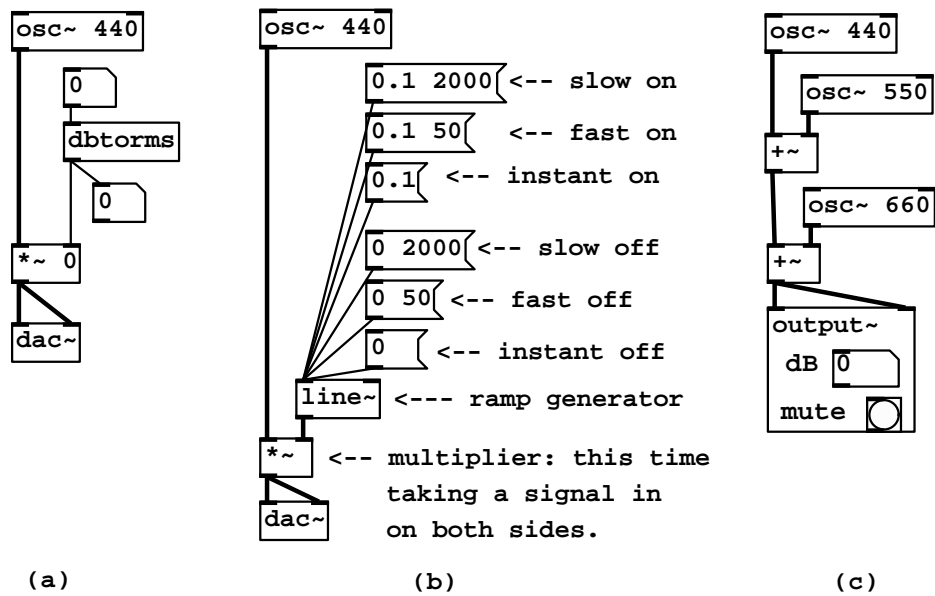 osc~ 440
0
dbtorms
0
*~ 0
dac~
(a)
osc~ 440
0.1 2000 <-- slow on
0.1 50 <-- fast on
0.1 <-- instant on
0 2000 <-- slow off
0 50 <-- fast off
0 <-- instant off
line~ <--- ramp generator
*~ <-- multiplier: this time
taking a signal in
dac~
on both sides.
(b)
osc~ 440
osc~ 550
+~
osc~ 660
+~
output~
dB 0
mute
(c)